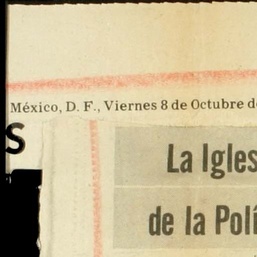 México, D. F., Viernes 8 de Octubre d
S
La Igles
de la Polí